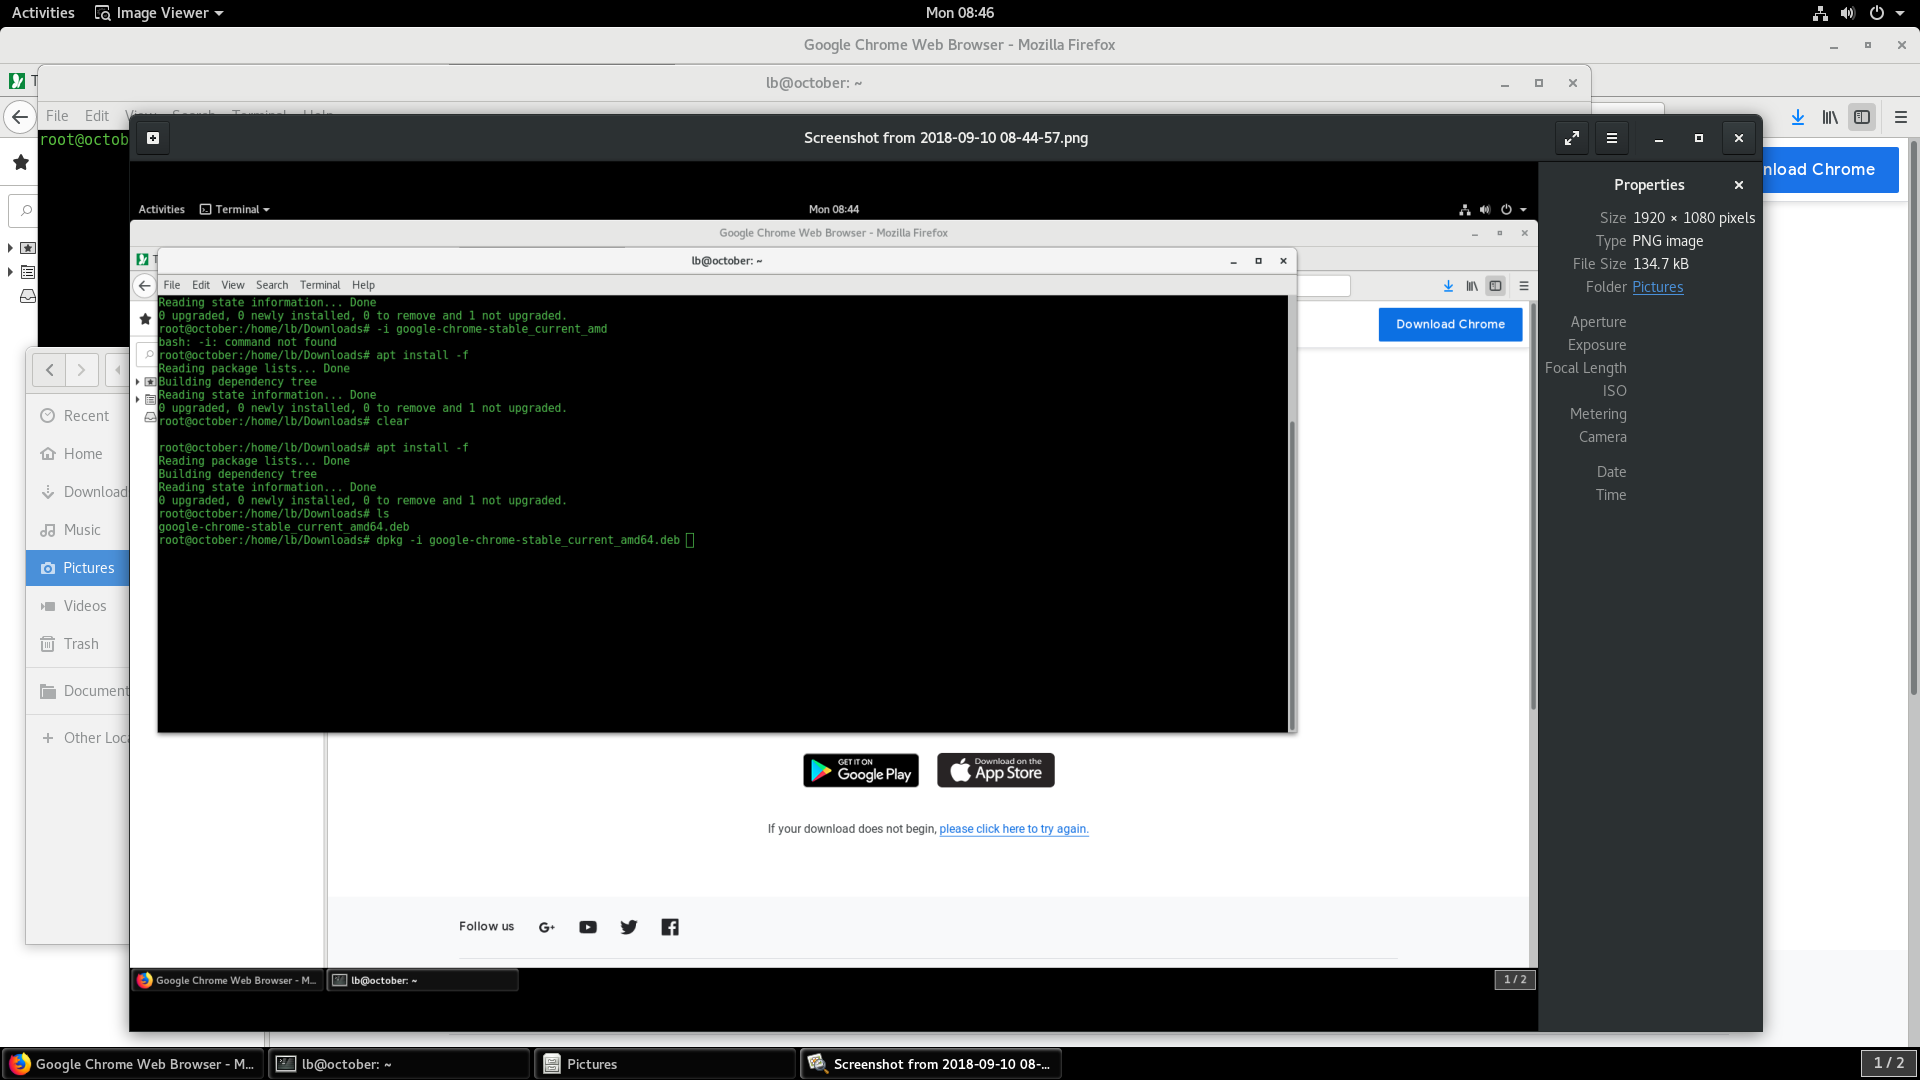 Activities Image Viewer Mon 08:46
Google Chrome Web Browser - Mozilla Firefox
T lb@october: ~
File Edit View Search Terminal Help
root@octob
Screenshot from 2018-09-10 08-44-57.png
nload Chrome
Properties
Size 1920 × 1080 pixels
Type PNG image
File Size 134.7 kB
Folder Pictures
Aperture
Exposure
Focal Length
ISO
Metering
Camera
Date
Time
Recent
Home
Download
Music
Pictures
Videos
Trash
Document
Other Loca
Activities Terminal Mon 08:44
Google Chrome Web Browser - Mozilla Firefox
T lb@october: ~
File Edit View Search Terminal Help
Download Chrome
Reading state information... Done
0 upgraded, 0 newly installed, 0 to remove and 1 not upgraded.
root@october:/home/lb/Downloads# -i google-chrome-stable_current_amd
bash: -i: command not found
root@october:/home/lb/Downloads# apt install -f
Reading package lists... Done
Building dependency tree
Reading state information... Done
0 upgraded, 0 newly installed, 0 to remove and 1 not upgraded.
root@october:/home/lb/Downloads# clear
root@october:/home/lb/Downloads# apt install -f
Reading package lists... Done
Building dependency tree
Reading state information... Done
0 upgraded, 0 newly installed, 0 to remove and 1 not upgraded.
root@october:/home/lb/Downloads# ls
google-chrome-stable_current_amd64.deb
root@october:/home/lb/Downloads# dpkg -i google-chrome-stable_current_amd64.deb
GET IT ON
Google Play
Download on the
App Store
If your download does not begin, please click here to try again.
Follow us
Google Chrome Web Browser - M... lb@october: ~ 1 / 2
Google Chrome Web Browser - M... lb@october: ~ Pictures Screenshot from 2018-09-10 08-... 1 / 2